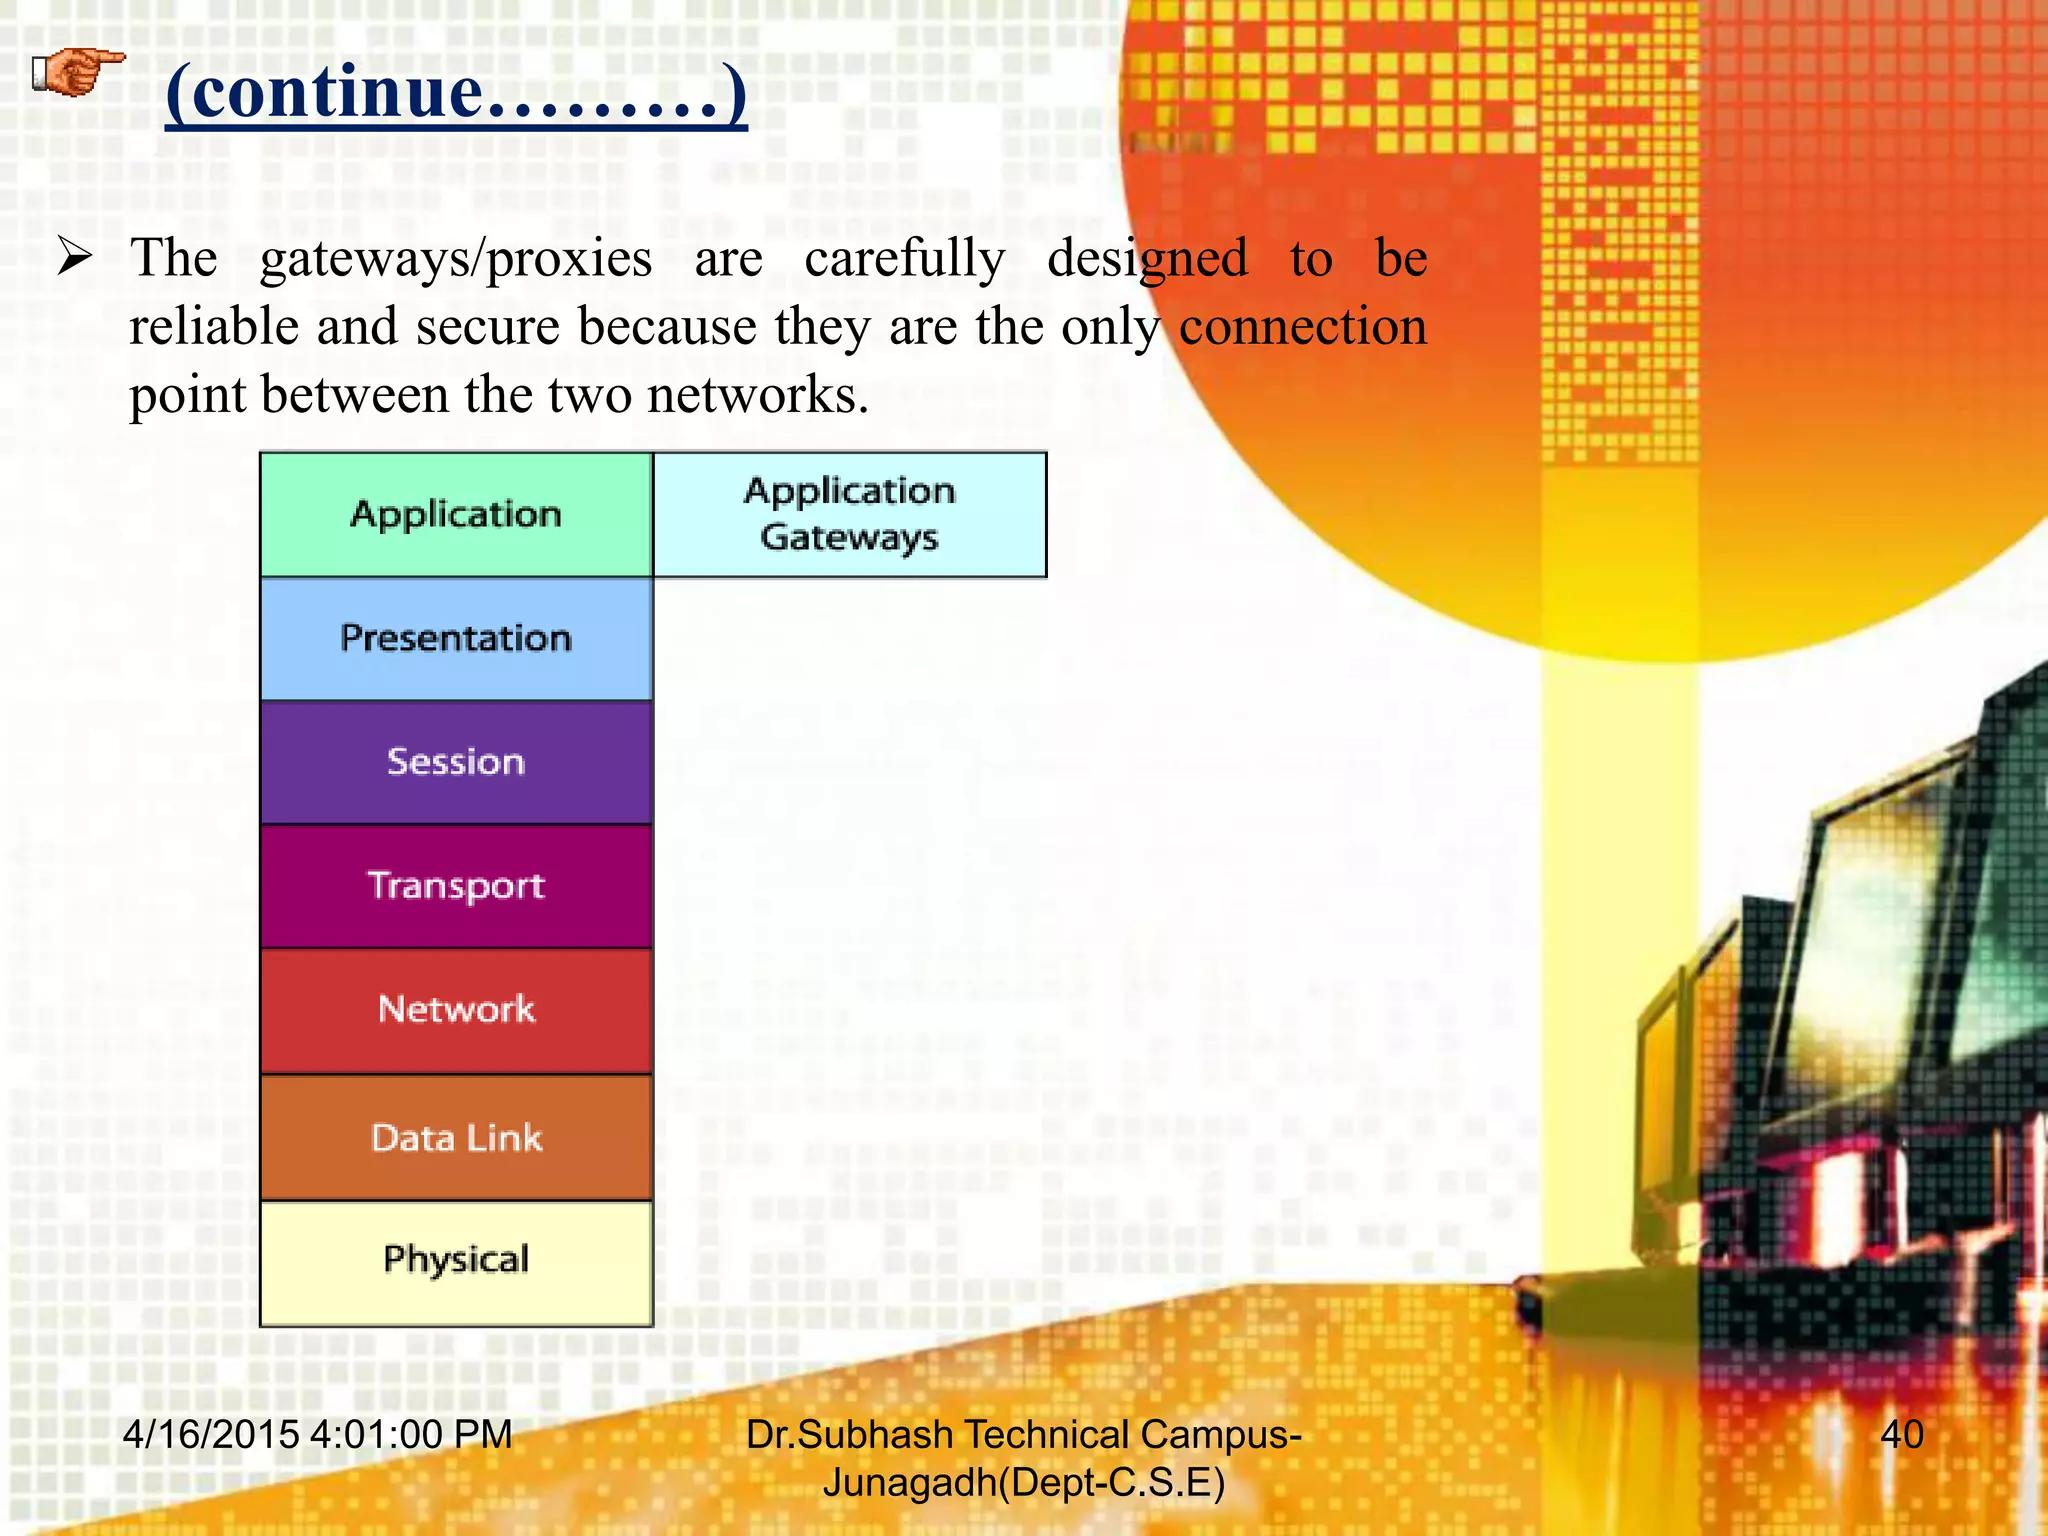 (continue………)
➢ The gateways/proxies are carefully designed to be
reliable and secure because they are the only connection
point between the two networks.
Application
Application
Gateways
Presentation
Session
Transport
Network
Data Link
Physical
4/16/2015 4:01:00 PM
Dr.Subhash Technical Campus-
Junagadh(Dept-C.S.E)
40